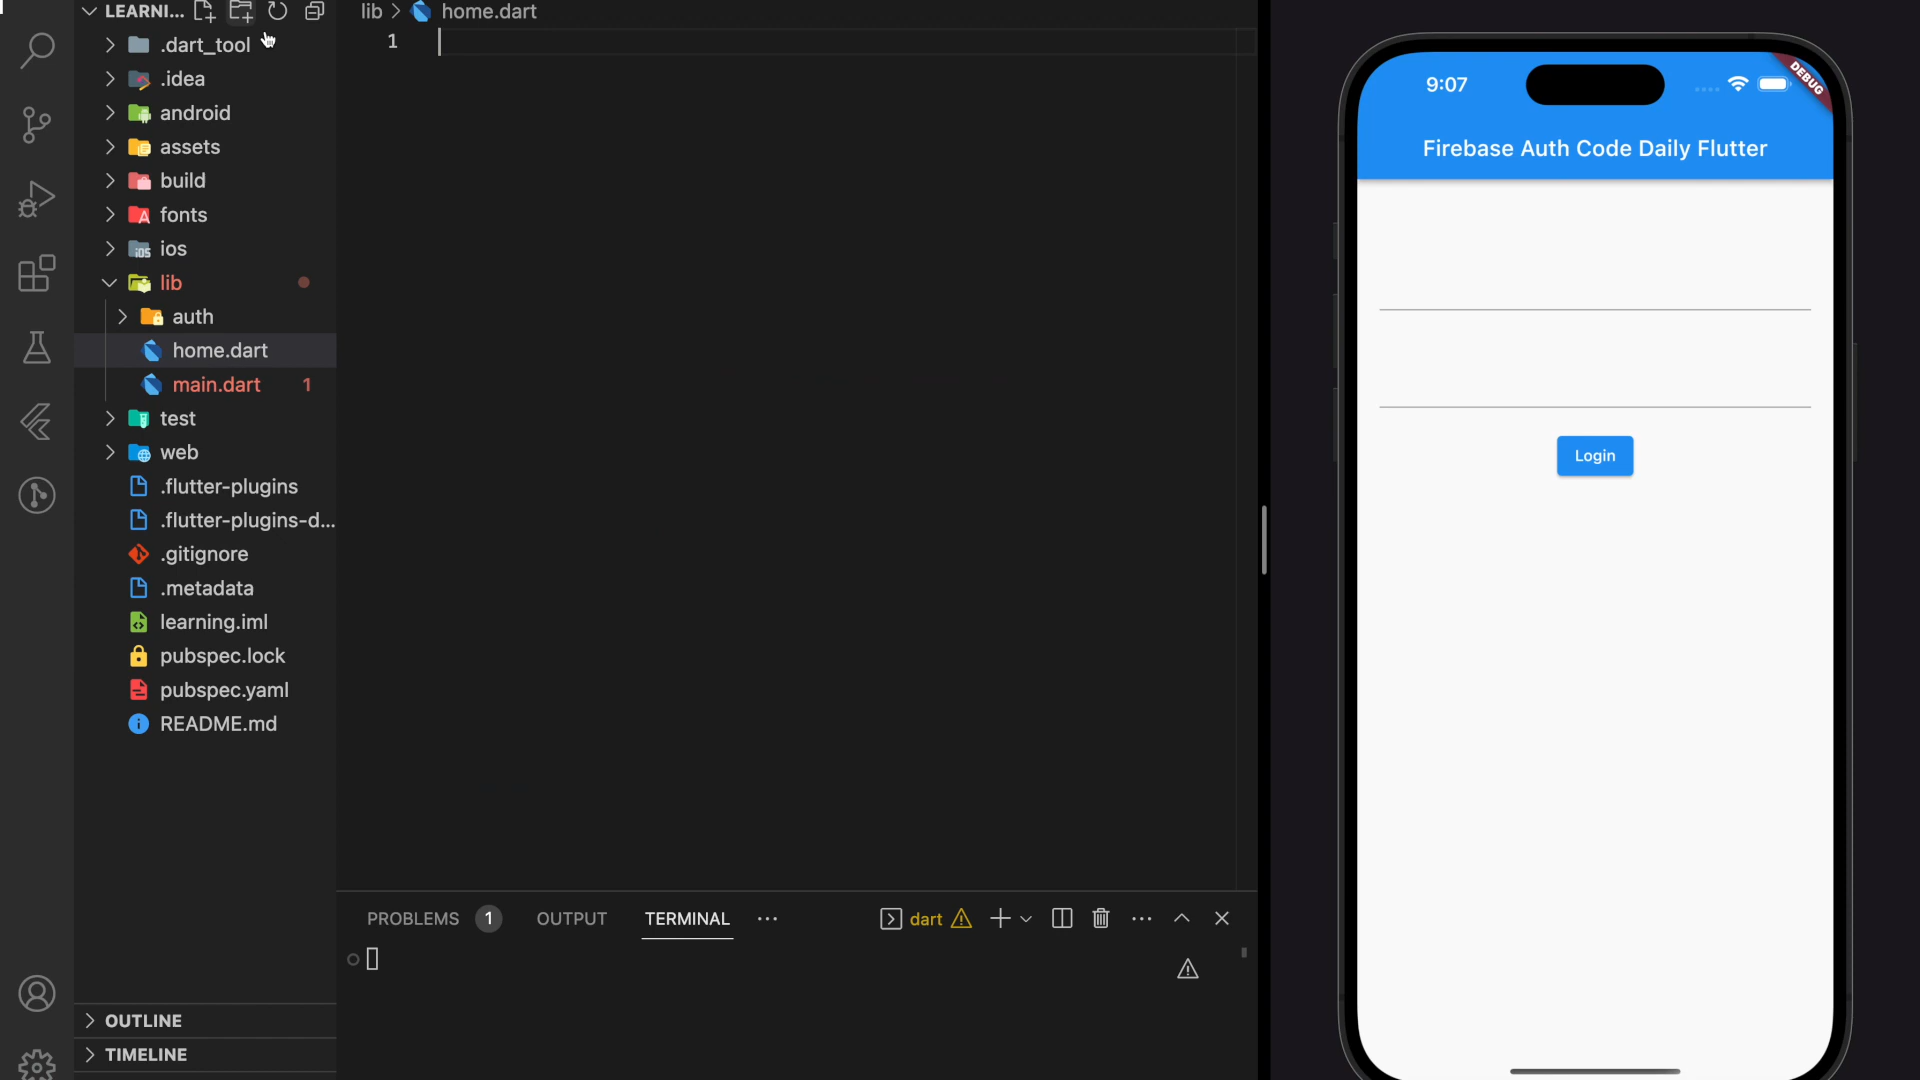 LEARNI...
.dart_tool
.idea
android
assets
build
fonts
ios
lib
auth
home.dart
main.dart 1
test
web
.flutter-plugins
.flutter-plugins-d...
.gitignore
.metadata
learning.iml
pubspec.lock
pubspec.yaml
README.md
OUTLINE
TIMELINE
lib > home.dart
1
PROBLEMS 1 OUTPUT TERMINAL ...
dart
9:07
DEBUG
Firebase Auth Code Daily Flutter
Login